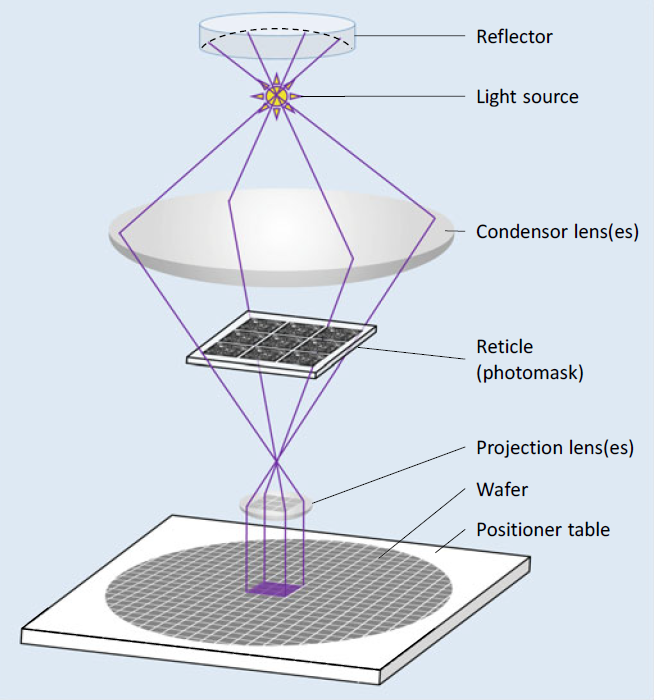 Reflector
Light source
Condensor lens(es)
Reticle
(photomask)
Projection lens(es)
Wafer
Positioner table